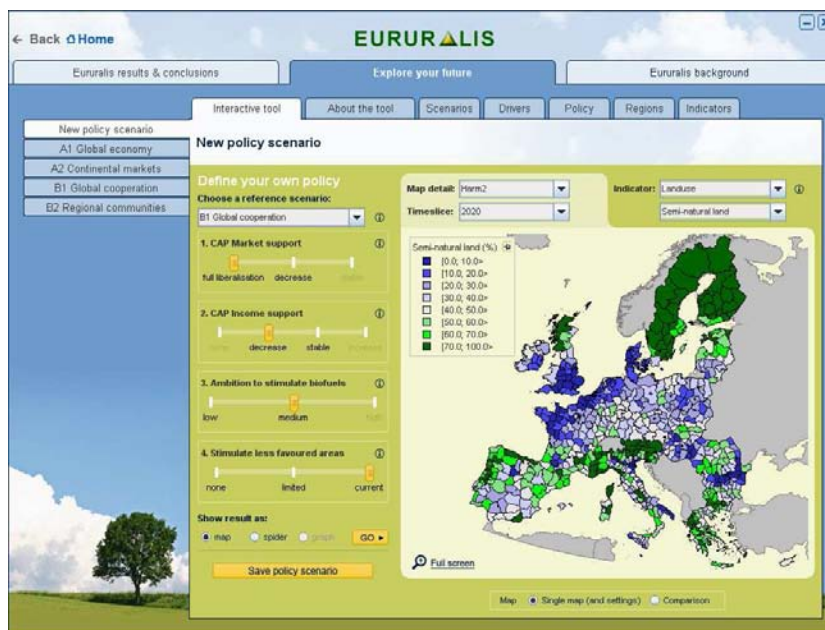 ← Back Home
EURURALIS
Eururalis results & conclusions
Explore your future
Eururalis background
Interactive tool
About the tool
Scenarios
Drivers
Policy
Regions
Indicators
New policy scenario
A1 Global economy
A2 Continental markets
B1 Global cooperation
B2 Regional communities
New policy scenario
Define your own policy
Choose a reference scenario:
B1 Global cooperation
1. CAP Market support
full liberalisation decrease
2. CAP Income support
decrease stable
3. Ambition to stimulate biofuels
low medium
4. Stimulate less favoured areas
none limited current
Show result as:
map spider graph GO ►
Save policy scenario
Map detail: Harm2
Timeslice: 2020
Indicator: Landuse
Semi-natural land
Semi-natural land (%)
[0.0; 10.0>
[10.0; 20.0>
[20.0; 30.0>
[30.0; 40.0>
[40.0; 50.0>
[50.0; 60.0>
[60.0; 70.0>
[70.0; 100.0>
Full screen
Map Single map (and settings) Comparison